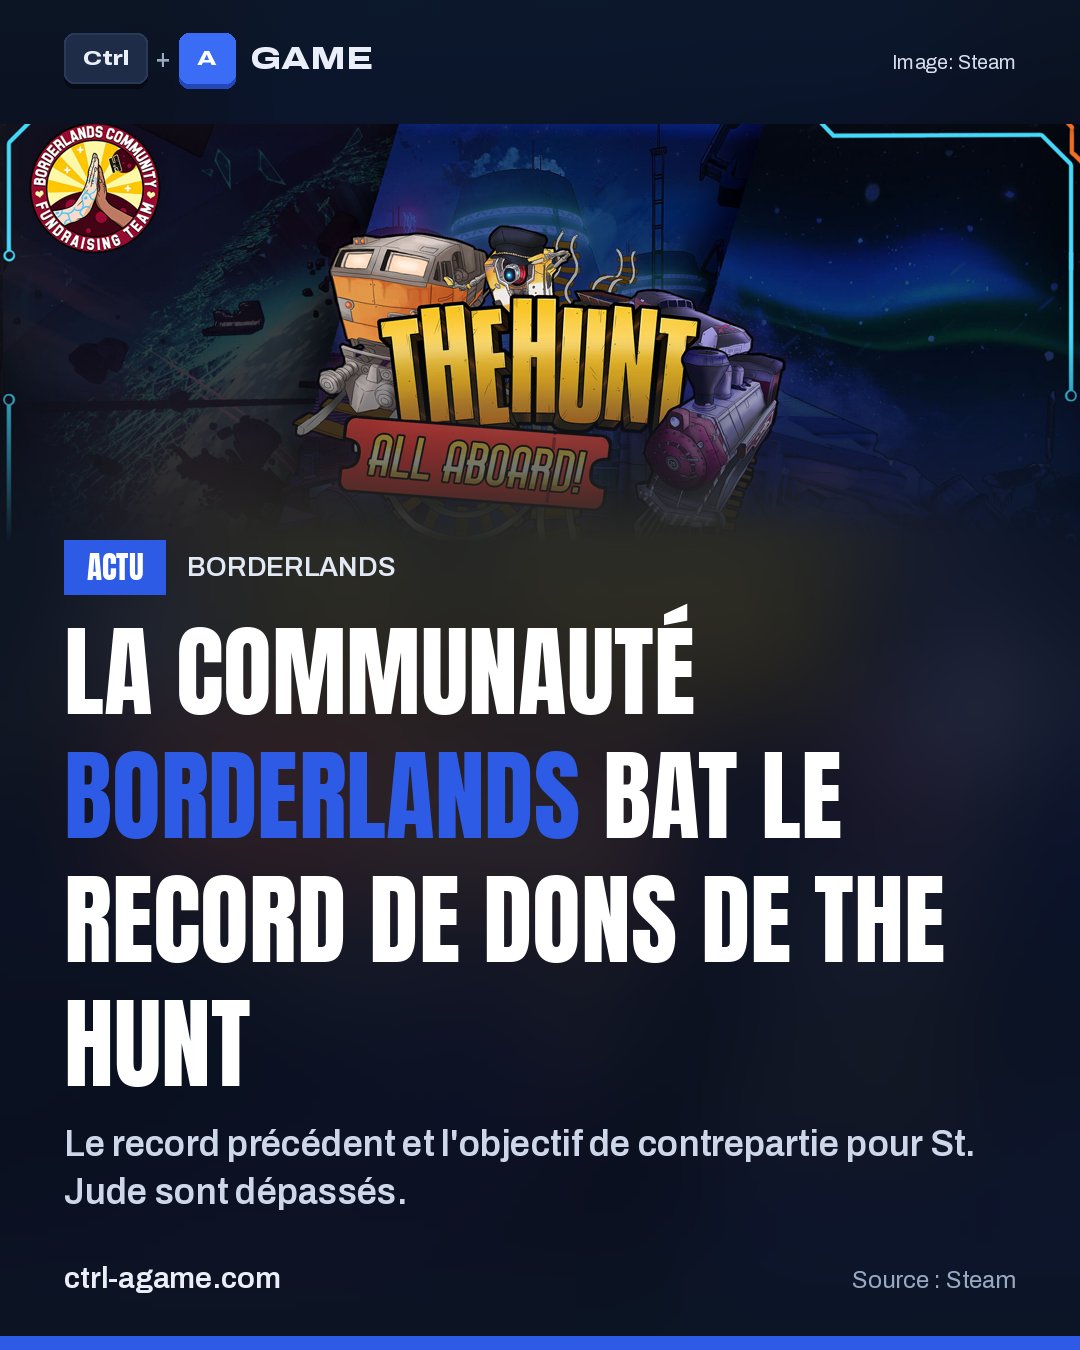 Ctrl + A GAME
Image: Steam
BORDERLANDS COMMUNITY
FUNDRAISING TEAM
THE HUNT
ALL ABOARD!
ACTU
BORDERLANDS
LA COMMUNAUTÉ
BORDERLANDS BAT LE
RECORD DE DONS DE THE
HUNT
Le record précédent et l'objectif de contrepartie pour St.
Jude sont dépassés.
ctrl-agame.com
Source : Steam